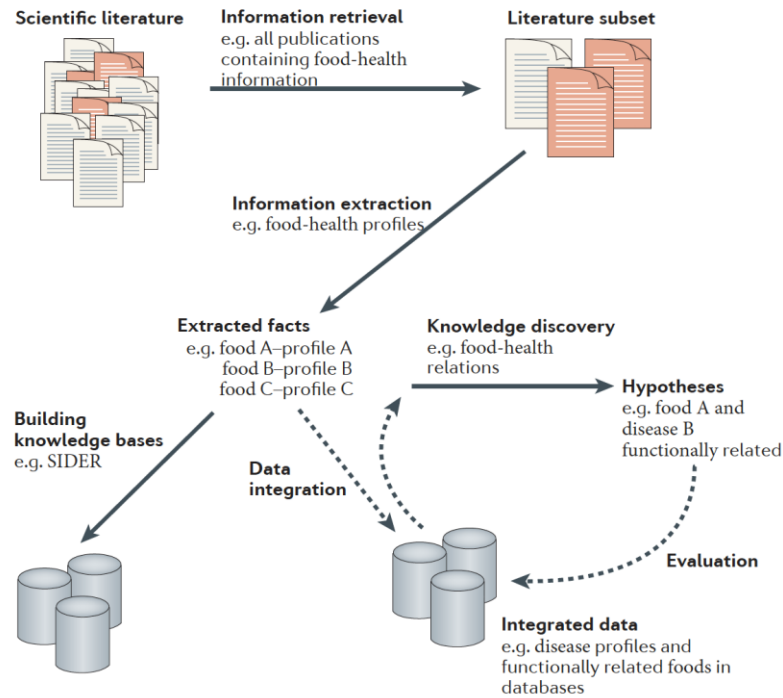 Scientific literature
Information retrieval
e.g. all publications
containing food-health
information
Literature subset
Information extraction
e.g. food-health profiles
Extracted facts
e.g. food A–profile A
food B–profile B
food C–profile C
Knowledge discovery
e.g. food-health
relations
Hypotheses
e.g. food A and
disease B
functionally related
Building
knowledge bases
e.g. SIDER
Data
integration
Evaluation
Integrated data
e.g. disease profiles and
functionally related foods in
databases